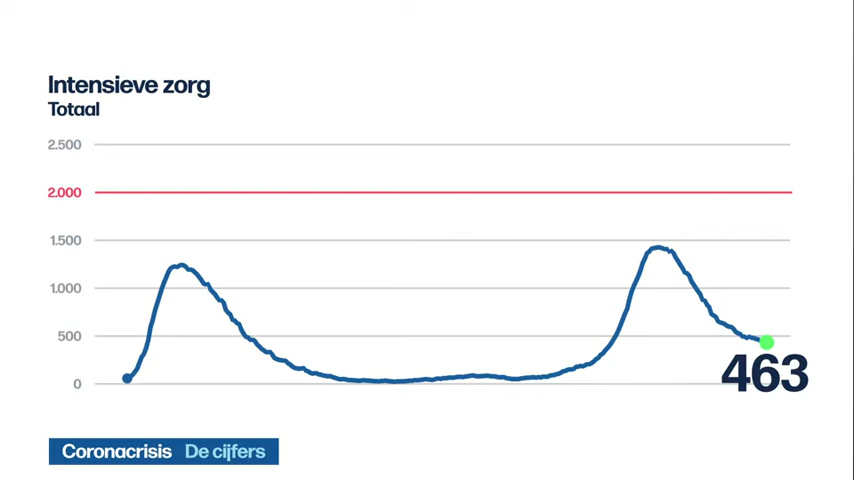 Intensieve zorg
Totaal
2.500
2.000
1.500
1.000
500
0
463
Coronacrisis De cijfers